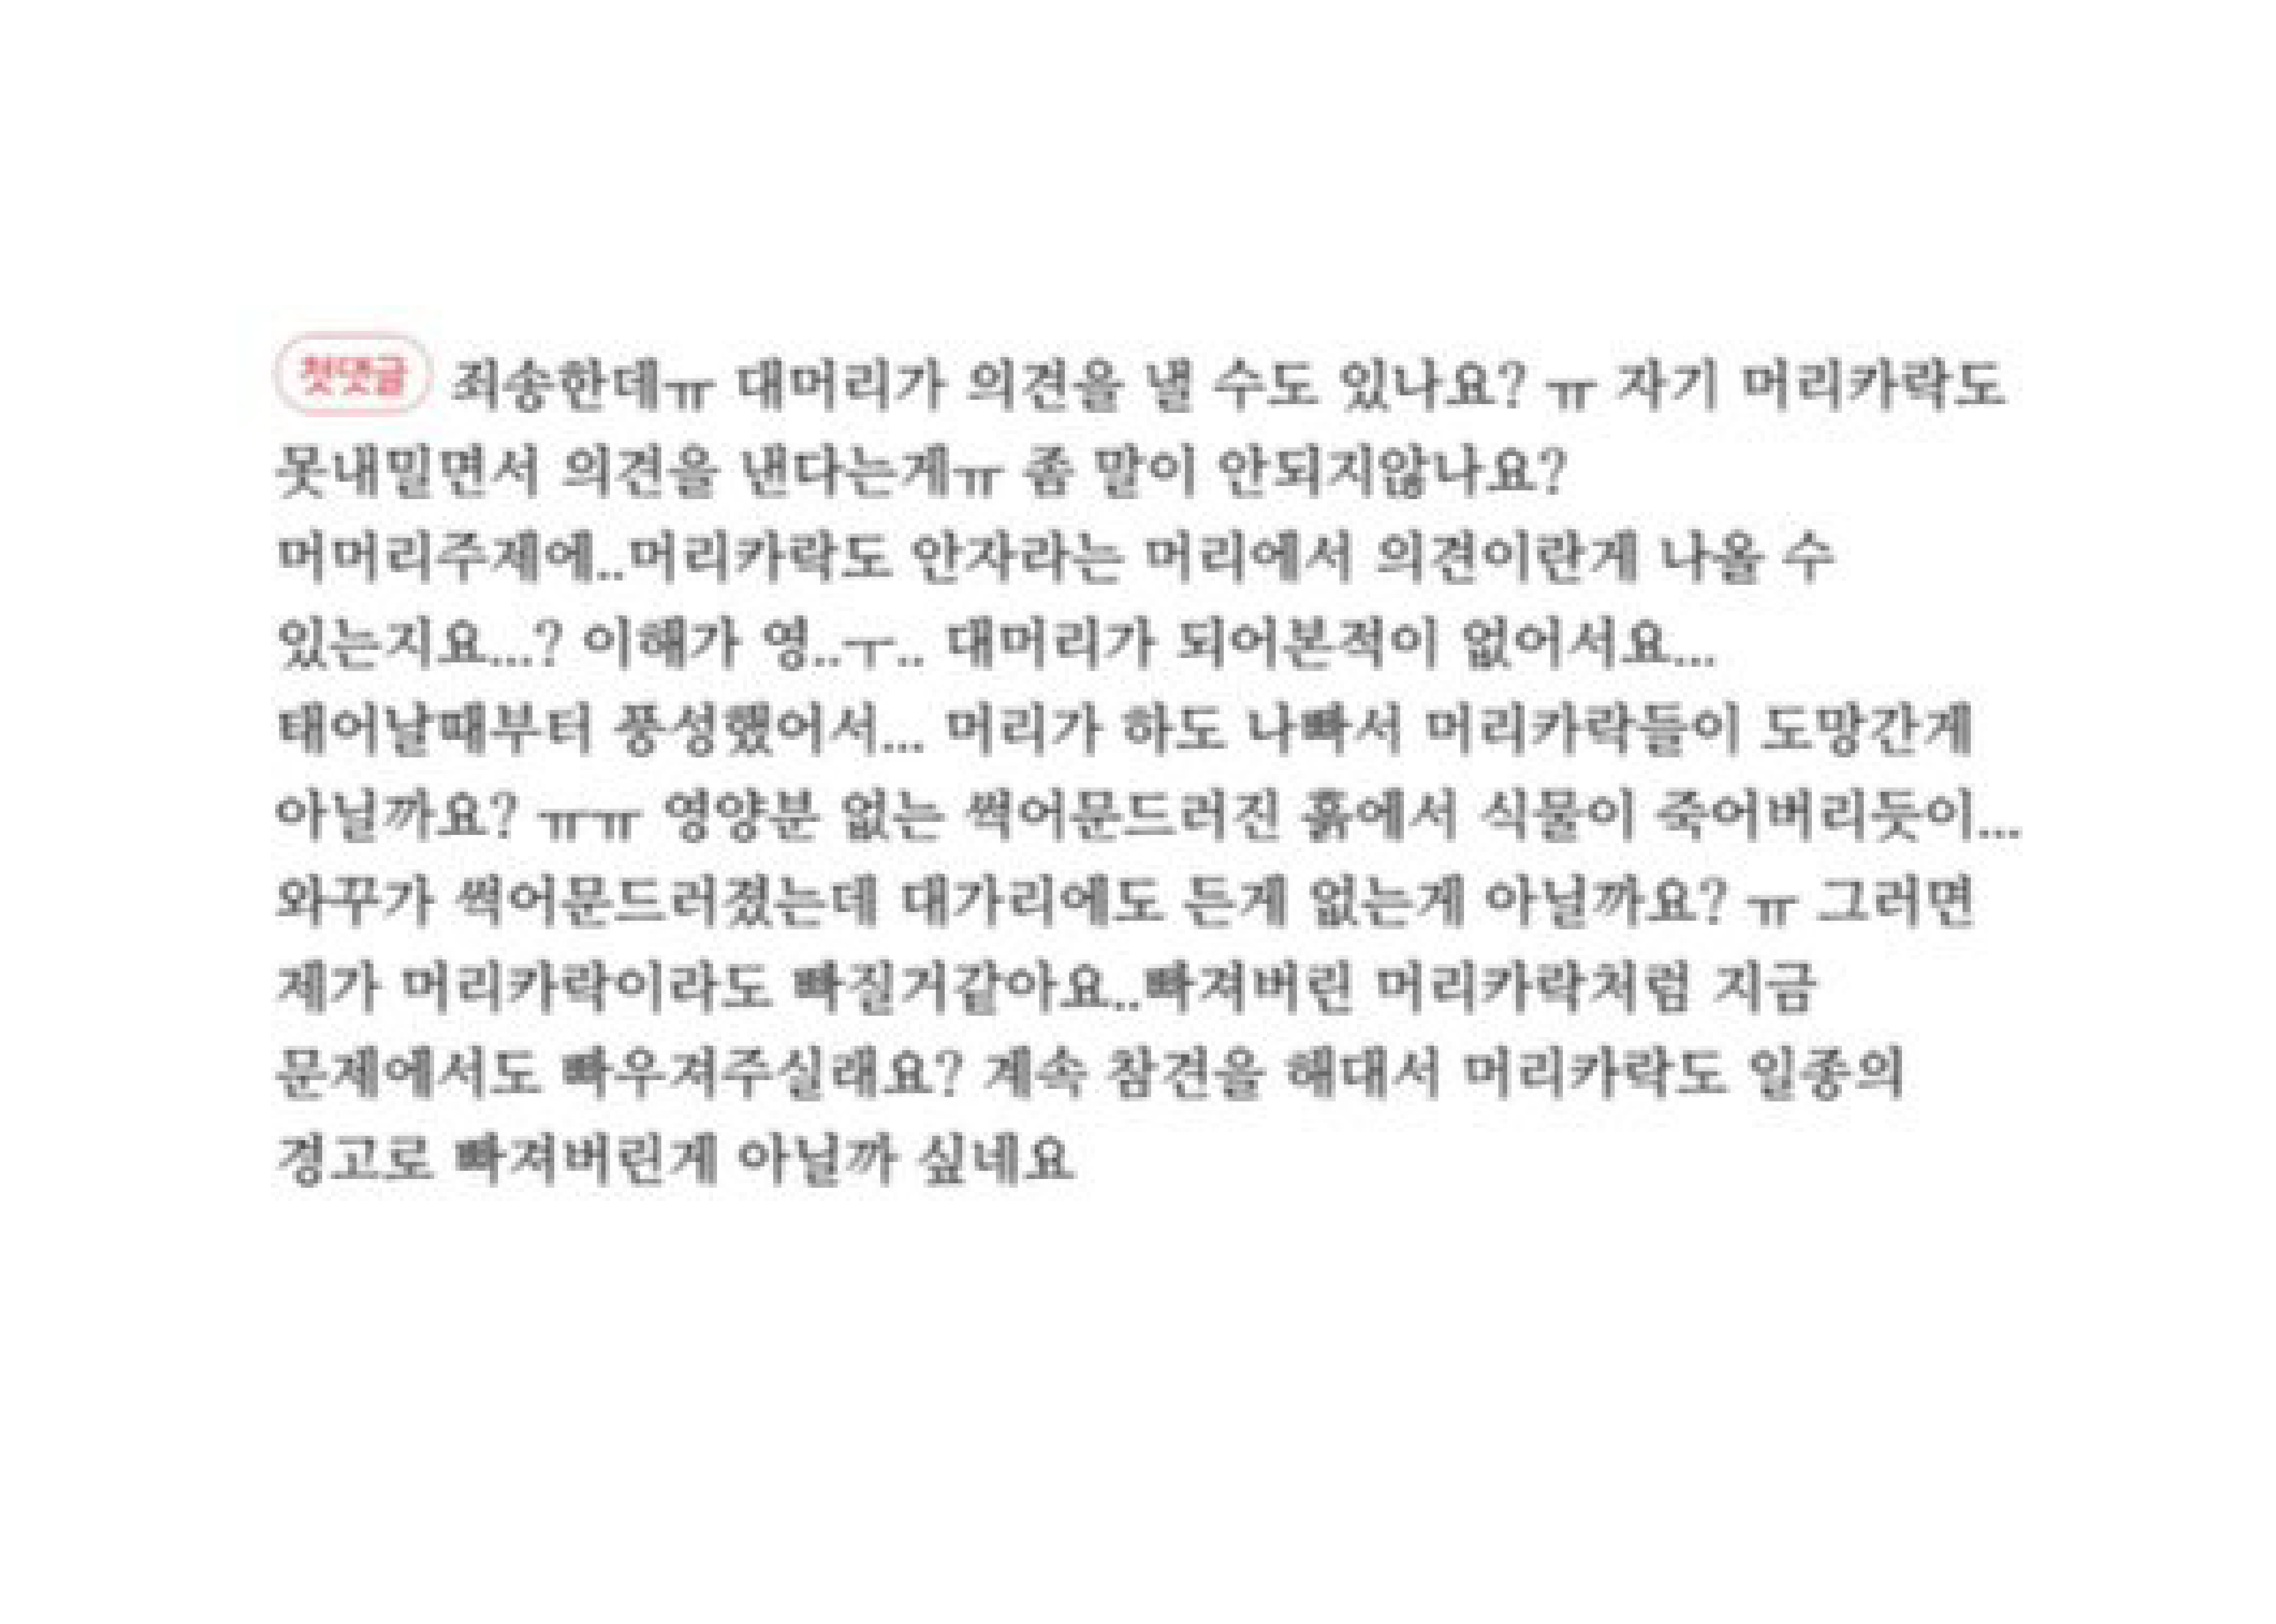 첫댓글 죄송한데ㅠ 대머리가 의견을 낼 수도 있나요? ㅠ 자기 머리카락도
못내밀면서 의견을 낸다는게ㅠ 좀 말이 안되지않나요?
머머리주제에..머리카락도 안자라는 머리에서 의견이란게 나올 수
있는지요...? 이해가 영..ㅜ.. 대머리가 되어본적이 없어서요...
태어날때부터 풍성했어서... 머리가 하도 나빠서 머리카락들이 도망간게
아닐까요? ㅠㅠ 영양분 없는 썩어문드러진 흙에서 식물이 죽어버리듯이...
와꾸가 썩어문드러졌는데 대가리에도 든게 없는게 아닐까요? ㅠ 그러면
제가 머리카락이라도 빠질거같아요..빠져버린 머리카락처럼 지금
문제에서도 빠우져주실래요? 계속 참견을 해대서 머리카락도 일종의
경고로 빠져버린게 아닐까 싶네요